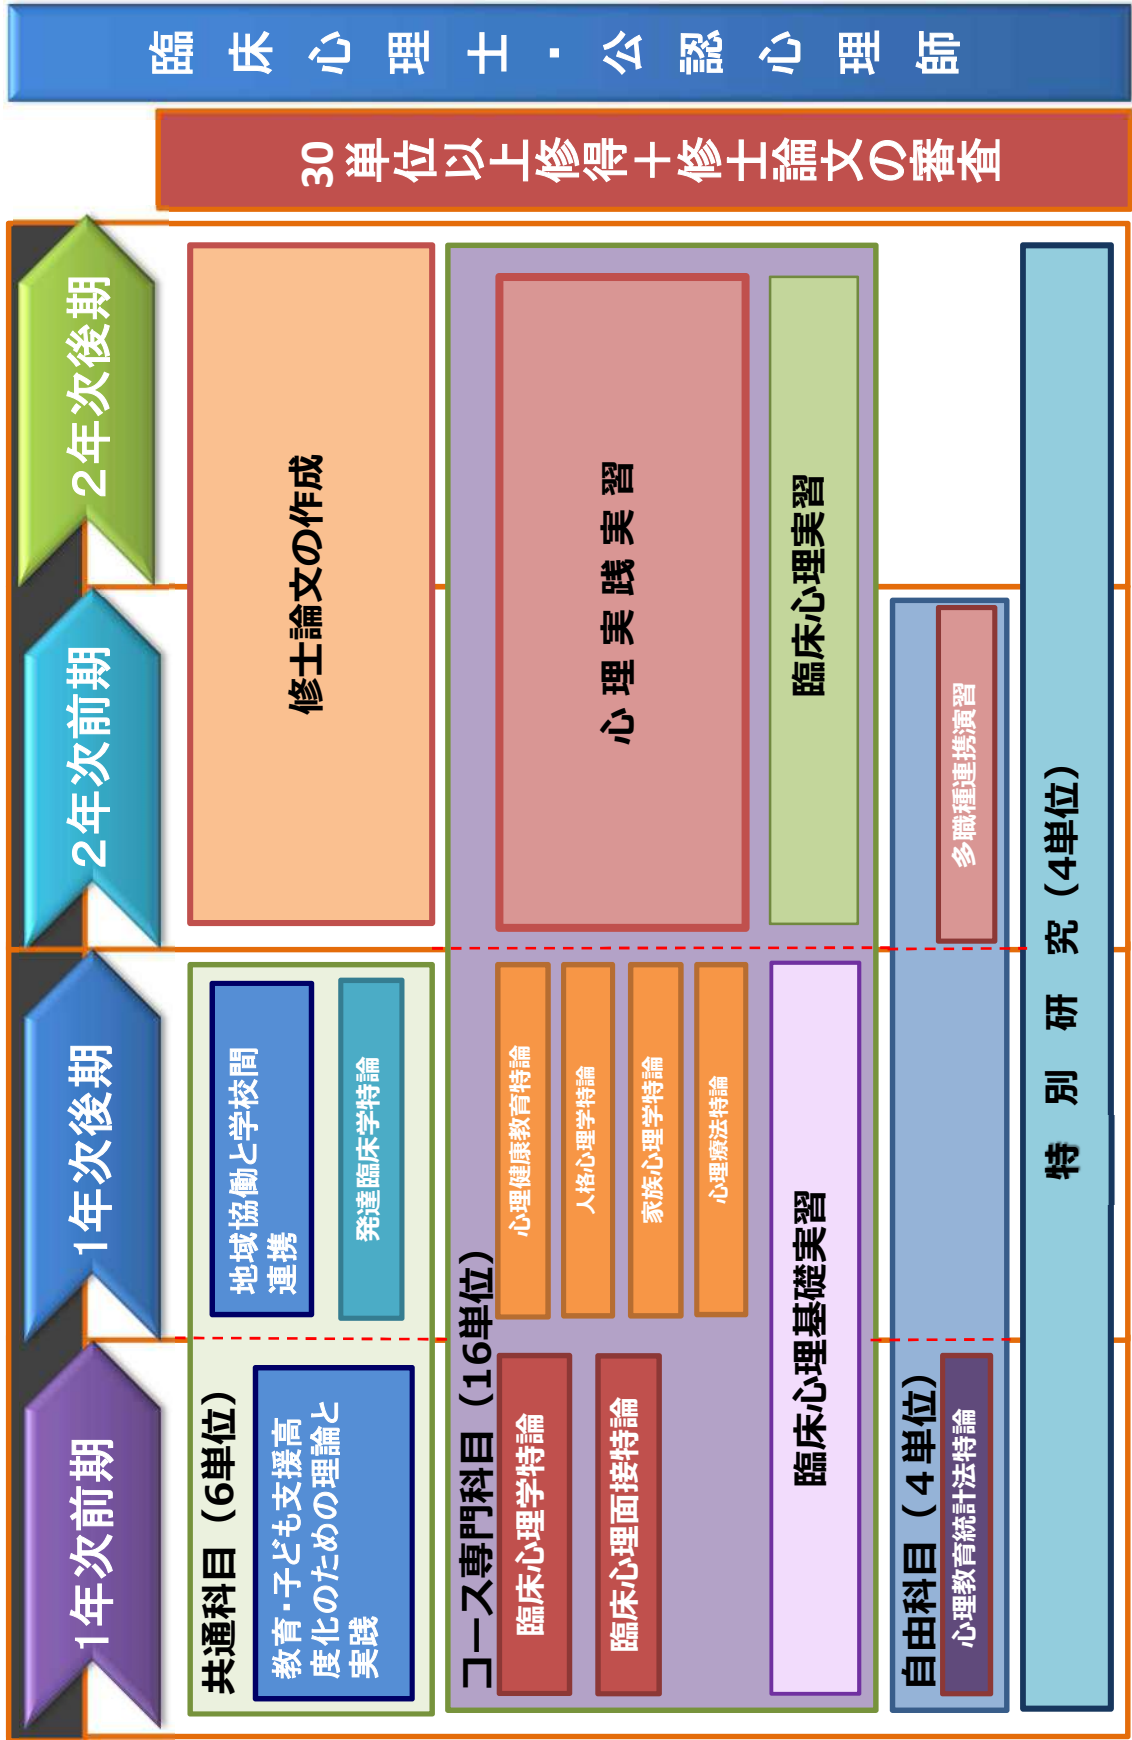 1年次前期
1年次後期
2年次前期
2年次後期
共通科目（6単位）
教育・子ども支援高
度化のための理論と
実践
地域協働と学校間
連携
発達臨床学特論
修士論文の作成
コース専門科目（16単位）
臨床心理学特論
臨床心理面接特論
心理健康教育特論
人格心理学特論
家族心理学特論
心理療法特論
心理実践実習
臨床心理基礎実習
臨床心理実習
自由科目（４単位）
心理教育統計法特論
多職種連携演習
特別研究（4単位）
30単位以上修得＋修士論文の審査
臨床心理士・公認心理師